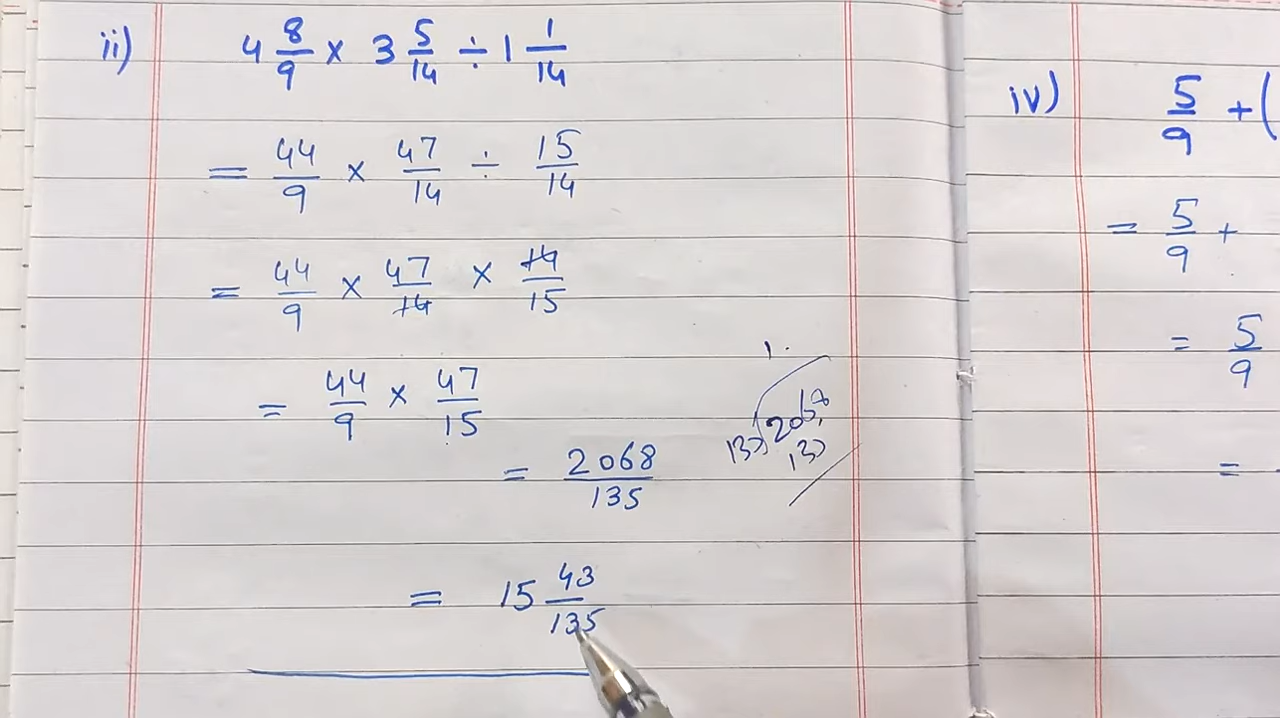 ii) 4 8/9 × 3 5/14 ÷ 1 1/14
= 44/9 × 47/14 ÷ 15/14
= 44/9 × 47/14 × 14/15
= 44/9 × 47/15
= 2068/135
= 15 43/135
iv) 5/9 + (
= 5/9 +
= 5/9
=